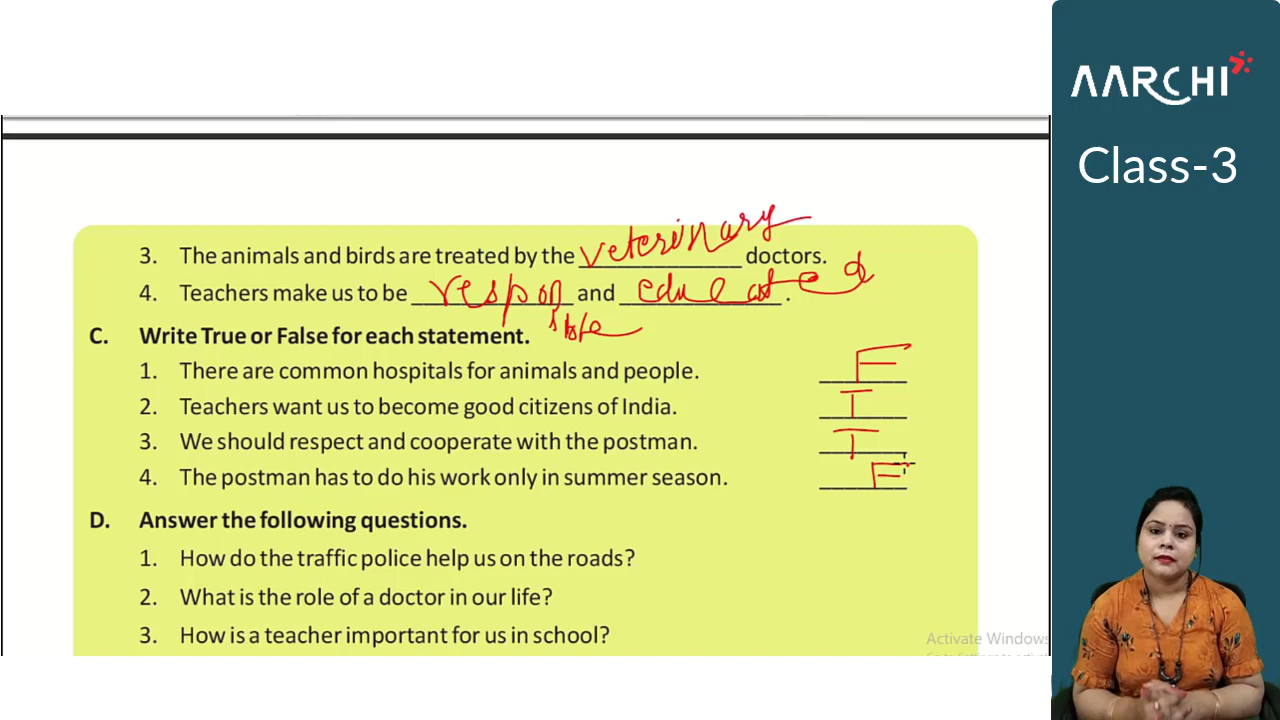 AARCHI
Class-3
3. The animals and birds are treated by the veterinary doctors.
4. Teachers make us to be respon sible and educated.
C. Write True or False for each statement.
1. There are common hospitals for animals and people. F
2. Teachers want us to become good citizens of India. T
3. We should respect and cooperate with the postman. T
4. The postman has to do his work only in summer season. F
D. Answer the following questions.
1. How do the traffic police help us on the roads?
2. What is the role of a doctor in our life?
3. How is a teacher important for us in school?
Activate Windows